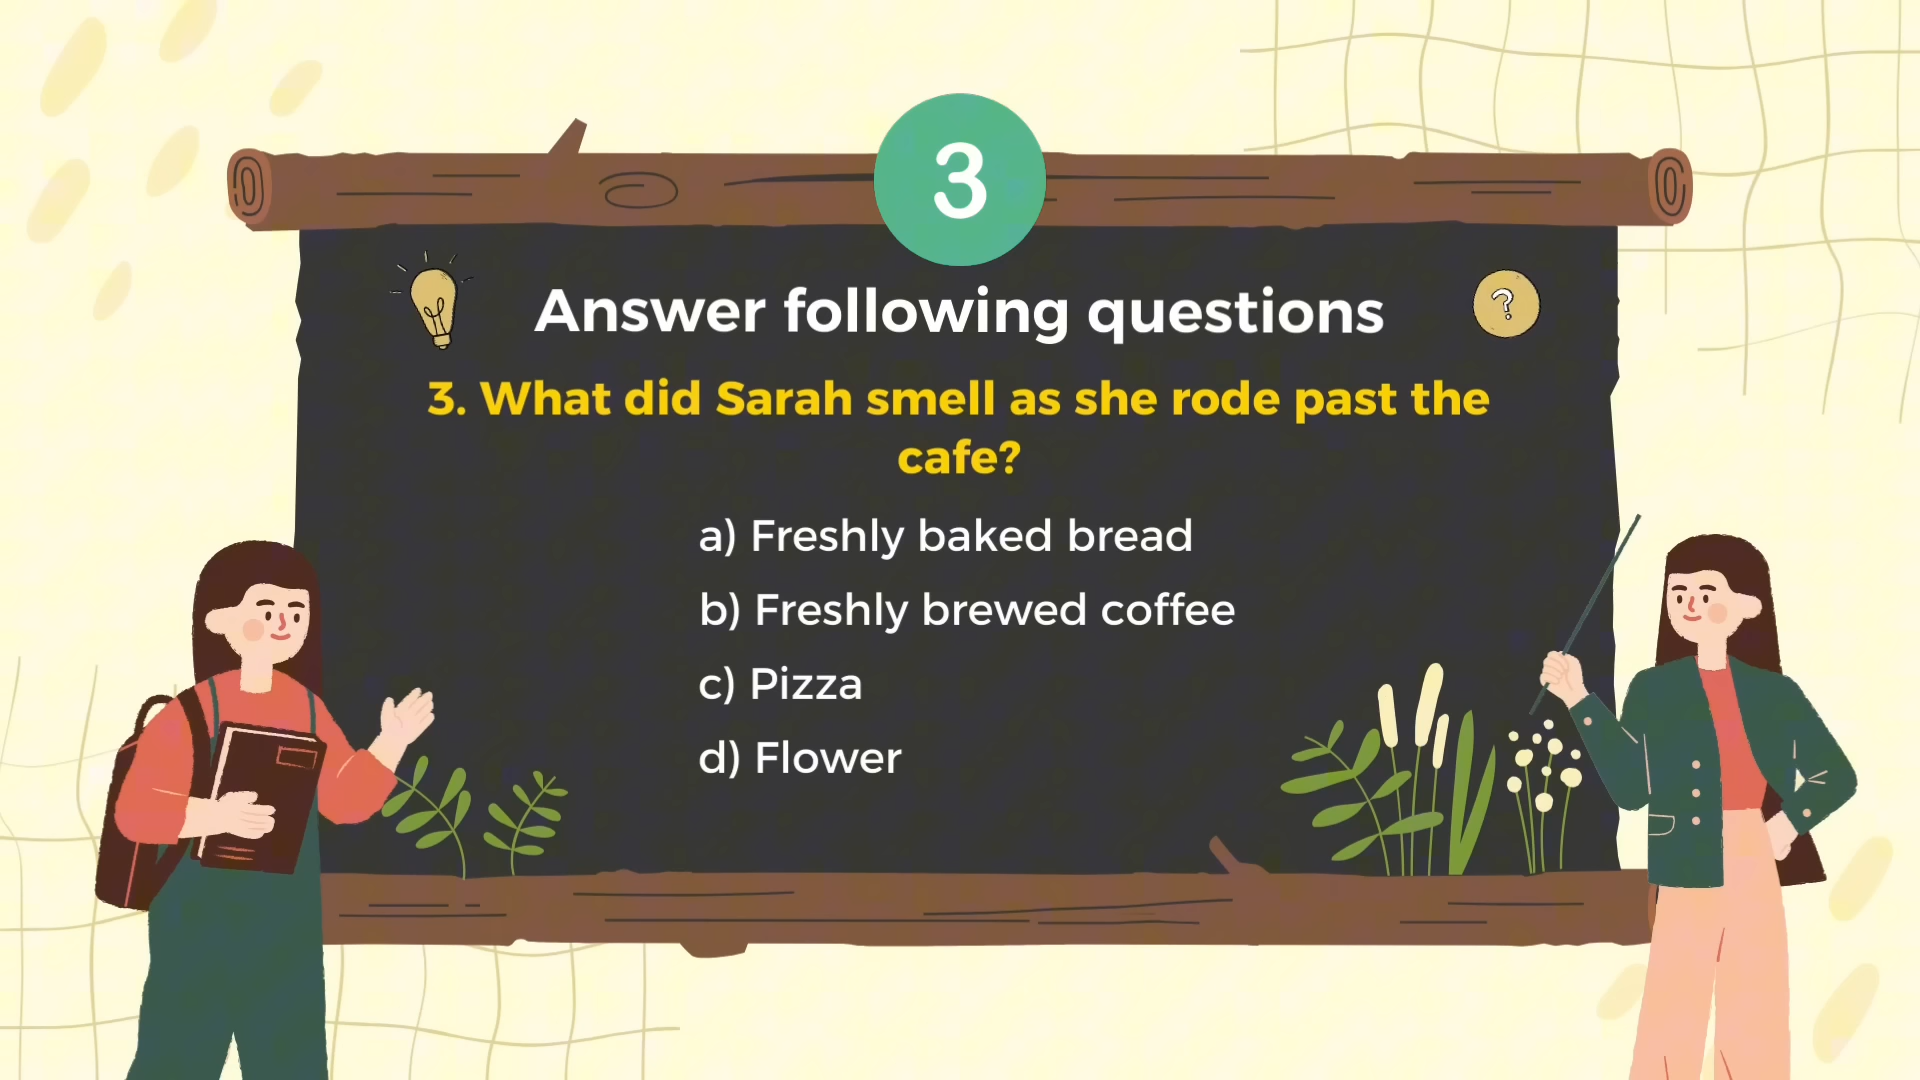 3
Answer following questions
?
3. What did Sarah smell as she rode past the
cafe?
a) Freshly baked bread
b) Freshly brewed coffee
c) Pizza
d) Flower